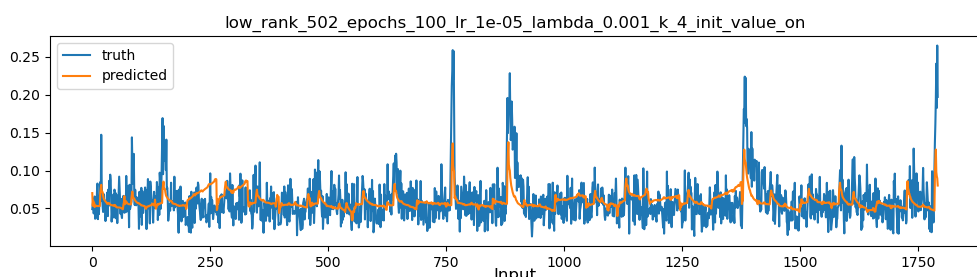 low_rank_502_epochs_100_lr_1e-05_lambda_0.001_k_4_init_value_on
truth
predicted
0.25
0.20
0.15
0.10
0.05
0 250 500 750 1000 1250 1500 1750
Input